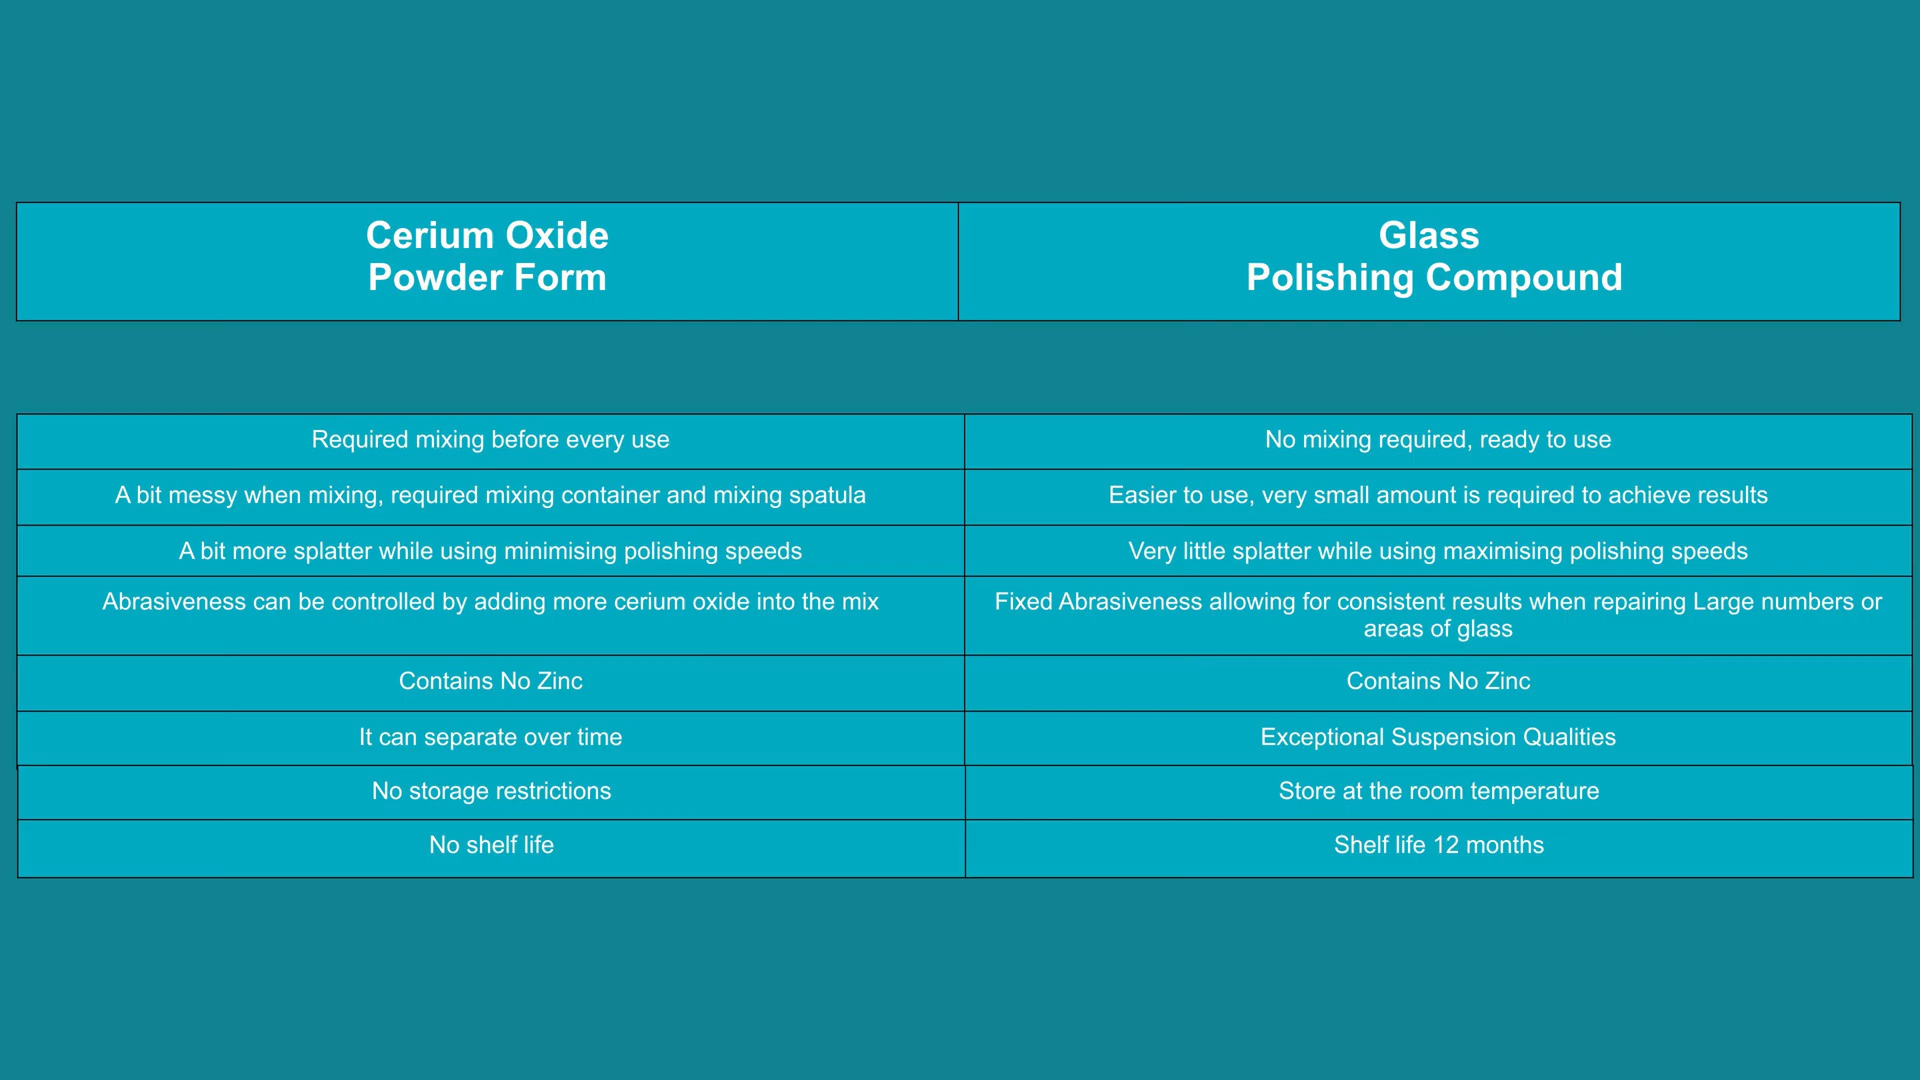 Cerium Oxide
Powder Form
Glass
Polishing Compound
Required mixing before every use
No mixing required, ready to use
A bit messy when mixing, required mixing container and mixing spatula
Easier to use, very small amount is required to achieve results
A bit more splatter while using minimising polishing speeds
Very little splatter while using maximising polishing speeds
Abrasiveness can be controlled by adding more cerium oxide into the mix
Fixed Abrasiveness allowing for consistent results when repairing Large numbers or
areas of glass
Contains No Zinc
Contains No Zinc
It can separate over time
Exceptional Suspension Qualities
No storage restrictions
Store at the room temperature
No shelf life
Shelf life 12 months